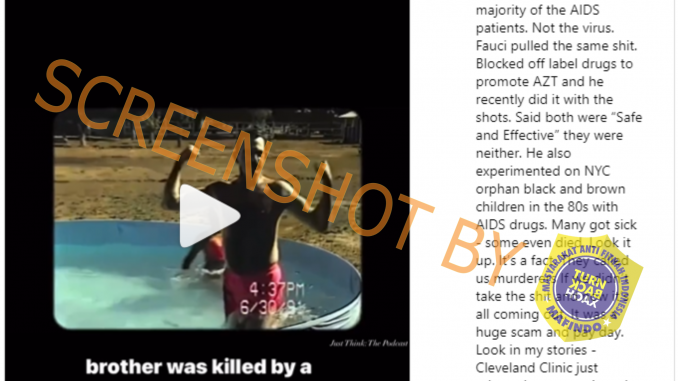 majority of the AIDS
patients. Not the virus.
Fauci pulled the same shit.
Blocked off label drugs to
promote AZT and he
recently did it with the
shots. Said both were "Safe
and Effective" they were
neither. He also
experimented on NYC
orphan black and brown
children in the 80s with
AIDS drugs. Many got sick
- some even died. Look it
up. It's a fact. They called
us murderers if
take the shit and
all coming
huge scam and pay day.
Look in my stories -
Cleveland Clinic just
SCREENSHOT BY
4:37PM
6/30/91
Just Think: The Podcast
brother was killed by a
MASYARAKAT ANTI FITNAH INDONESIA
TURN
BACK
HOAX
MAFINDO